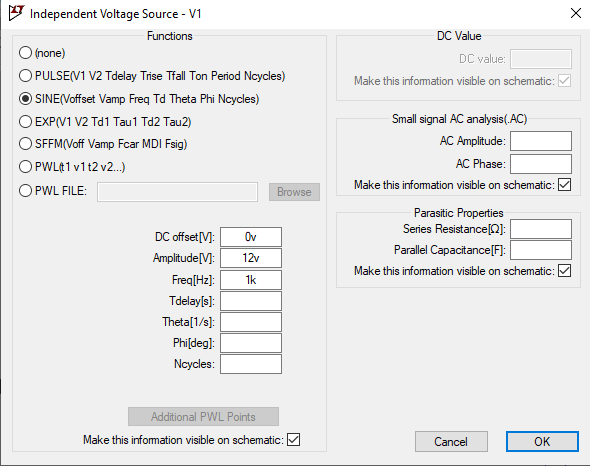 Independent Voltage Source - V1
Functions
(none)
PULSE(V1 V2 Tdelay Trise Tfall Ton Period Ncycles)
SINE(Voffset Vamp Freq Td Theta Phi Ncycles)
EXP(V1 V2 Td1 Tau1 Td2 Tau2)
SFFM(Voff Vamp Fcar MDI Fsig)
PWL(t1 v1 t2 v2...)
PWL FILE:
Browse
DC offset[V]: 0v
Amplitude[V]: 12v
Freq[Hz]: 1k
Tdelay[s]:
Theta[1/s]:
Phi[deg]:
Ncycles:
Additional PWL Points
Make this information visible on schematic:
DC Value
DC value:
Make this information visible on schematic:
Small signal AC analysis(.AC)
AC Amplitude:
AC Phase:
Make this information visible on schematic:
Parasitic Properties
Series Resistance[Ω]:
Parallel Capacitance[F]:
Make this information visible on schematic:
Cancel
OK